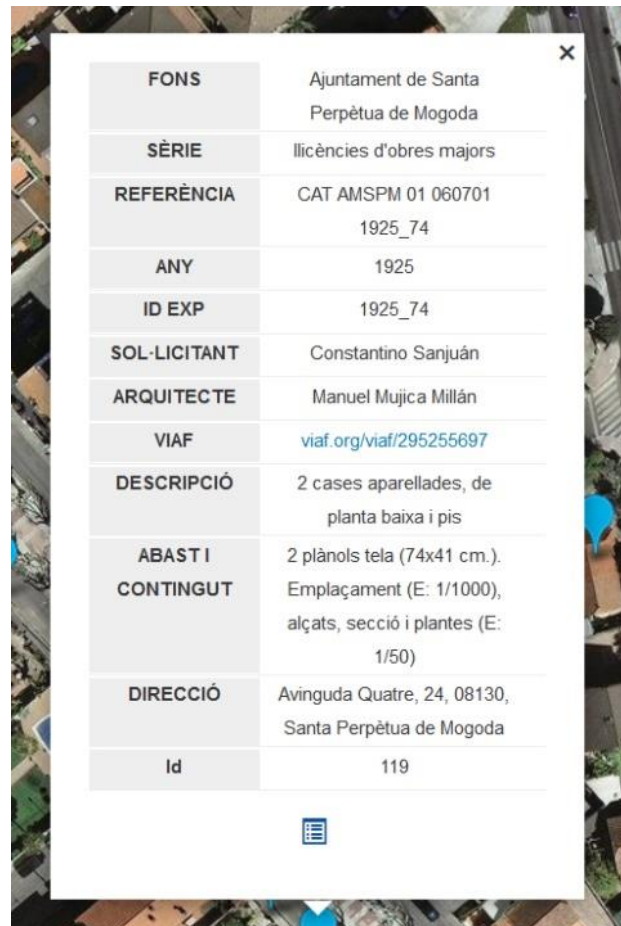 ×
FONS Ajuntament de Santa
Perpètua de Mogoda
SÈRIE llicències d'obres majors
REFERÈNCIA CAT AMSPM 01 060701
1925_74
ANY 1925
ID EXP 1925_74
SOL·LICITANT Constantino Sanjuán
ARQUITECTE Manuel Mujica Millán
VIAF viaf.org/viaf/295255697
DESCRIPCIÓ 2 cases aparellades, de
planta baixa i pis
ABAST I 2 plànols tela (74x41 cm.).
CONTINGUT Emplaçament (E: 1/1000),
alçats, secció i plantes (E:
1/50)
DIRECCIÓ Avinguda Quatre, 24, 08130,
Santa Perpètua de Mogoda
Id 119